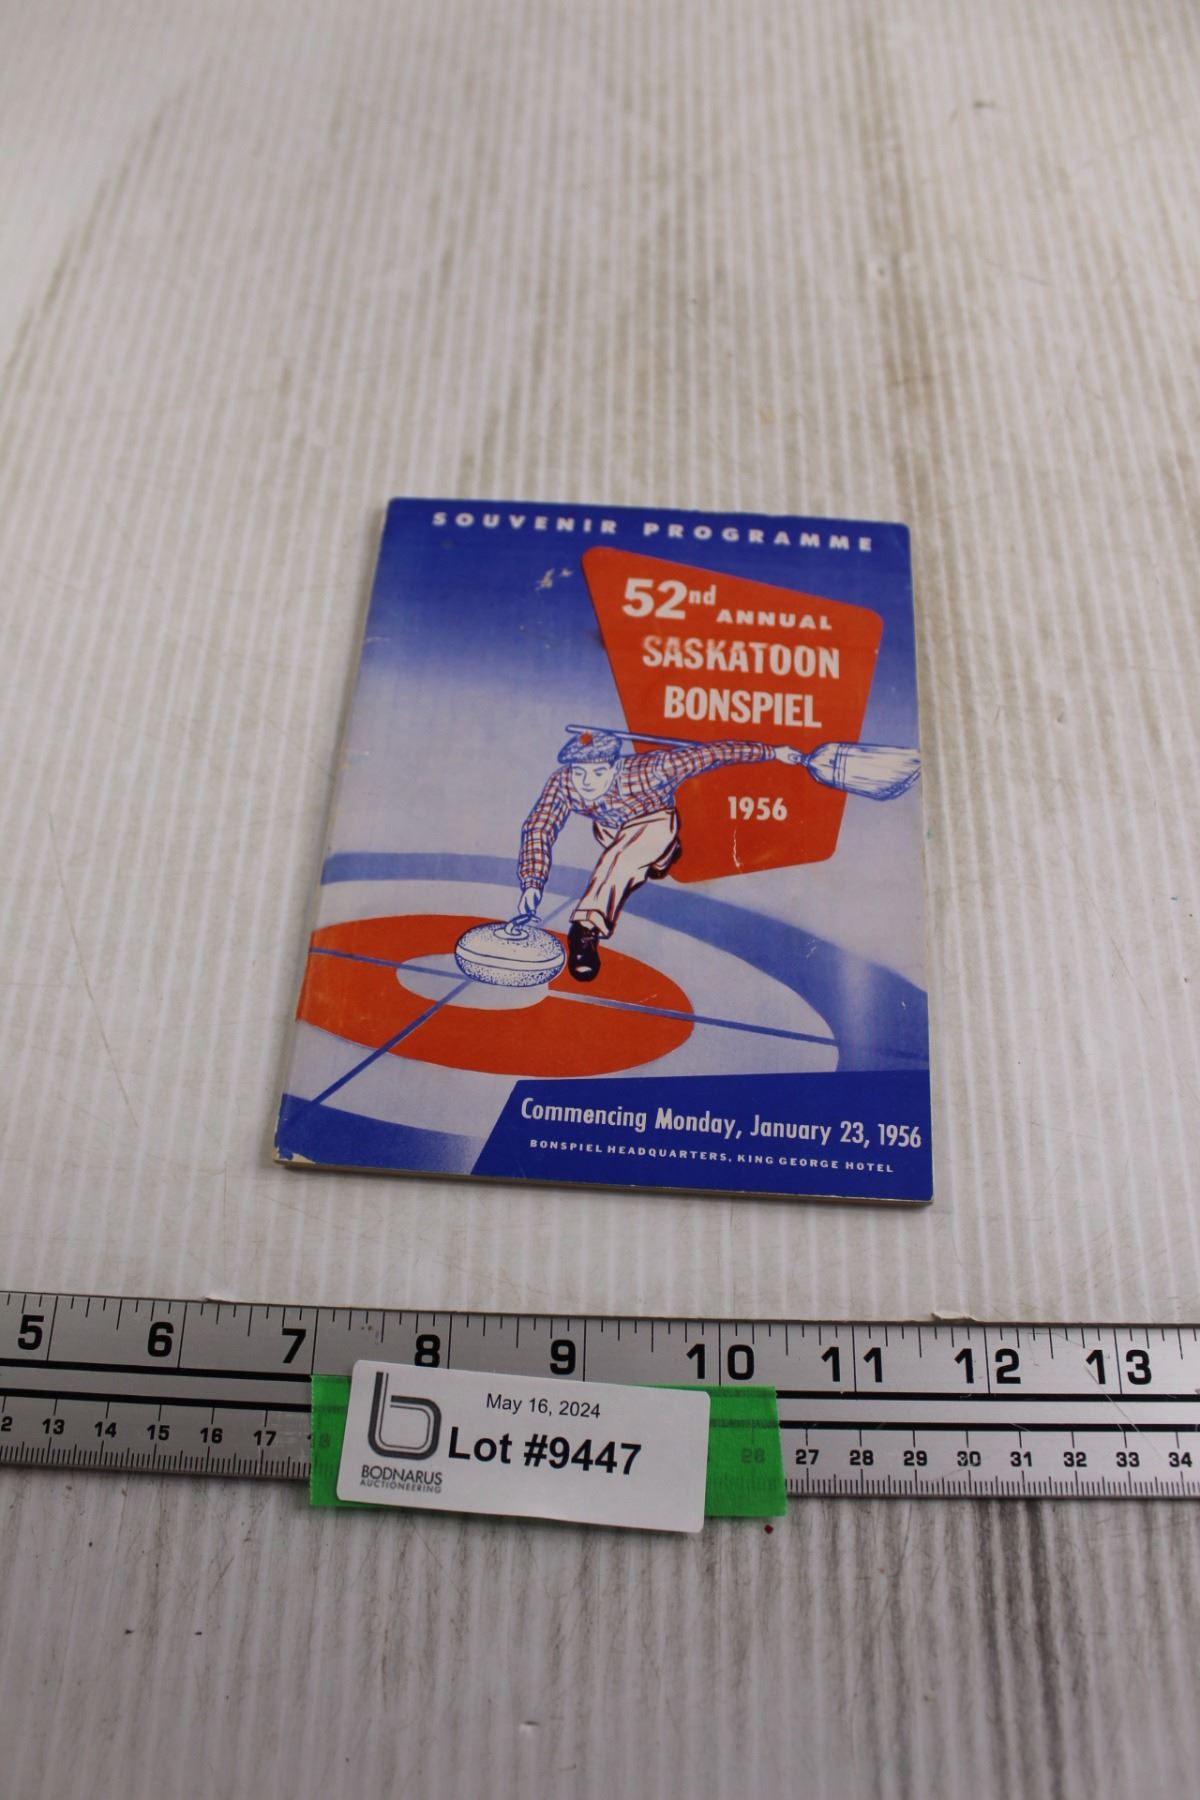 SOUVENIR PROGRAMME
52nd ANNUAL
SASKATOON
BONSPIEL
1956
Commencing Monday, January 23, 1956
BONSPIEL HEADQUARTERS, KING GEORGE HOTEL
5 6 7 8 9 10 11 12 13
13 14 15 16 17 26 27 28 29 30 31 32 33 34
May 16, 2024
Lot #9447
BODNARUS
AUCTIONEERING